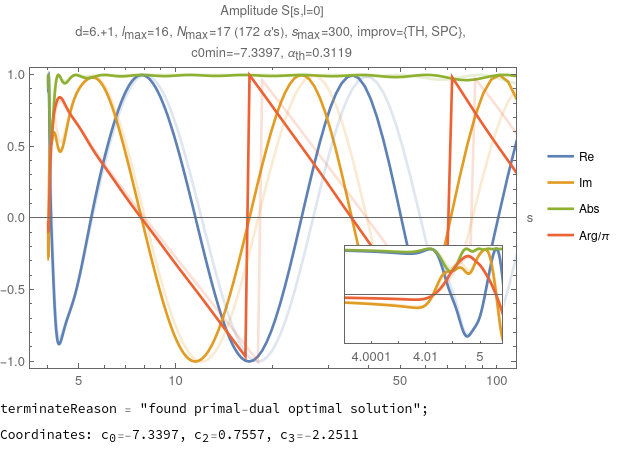 Amplitude S[s,l=0]
d=6.+1, lmax=16, Nmax=17 (172 α's), smax=300, improv={TH, SPC},
c0min=-7.3397, αth=0.3119
1.0
0.5
0.0
-0.5
-1.0
s
Re
Im
Abs
Arg/π
4.0001 4.01 5
5 10 50 100
terminateReason = "found primal-dual optimal solution";
Coordinates: c0=-7.3397, c2=0.7557, c3=-2.2511